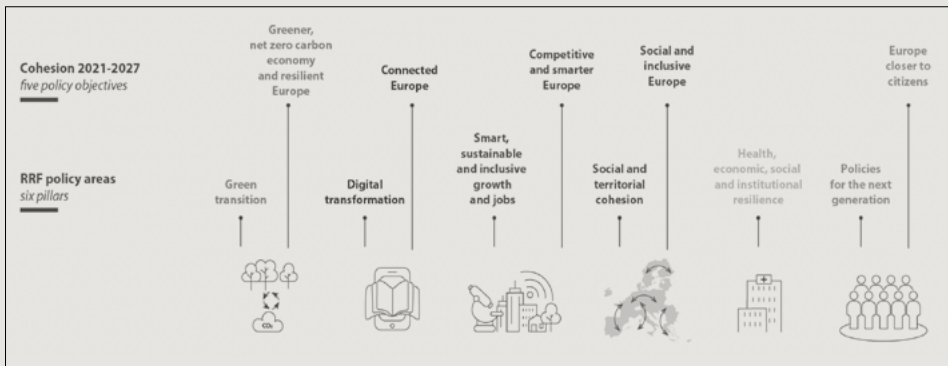 Cohesion 2021-2027
five policy objectives
Greener,
net zero carbon
economy
and resilient
Europe
Connected
Europe
Competitive
and smarter
Europe
Social and
inclusive
Europe
Europe
closer to
citizens
RRF policy areas
six pillars
Green
transition
Digital
transformation
Smart,
sustainable
and inclusive
growth
and jobs
Social and
territorial
cohesion
Health,
economic, social
and institutional
resilience
Policies
for the next
generation
CO₂